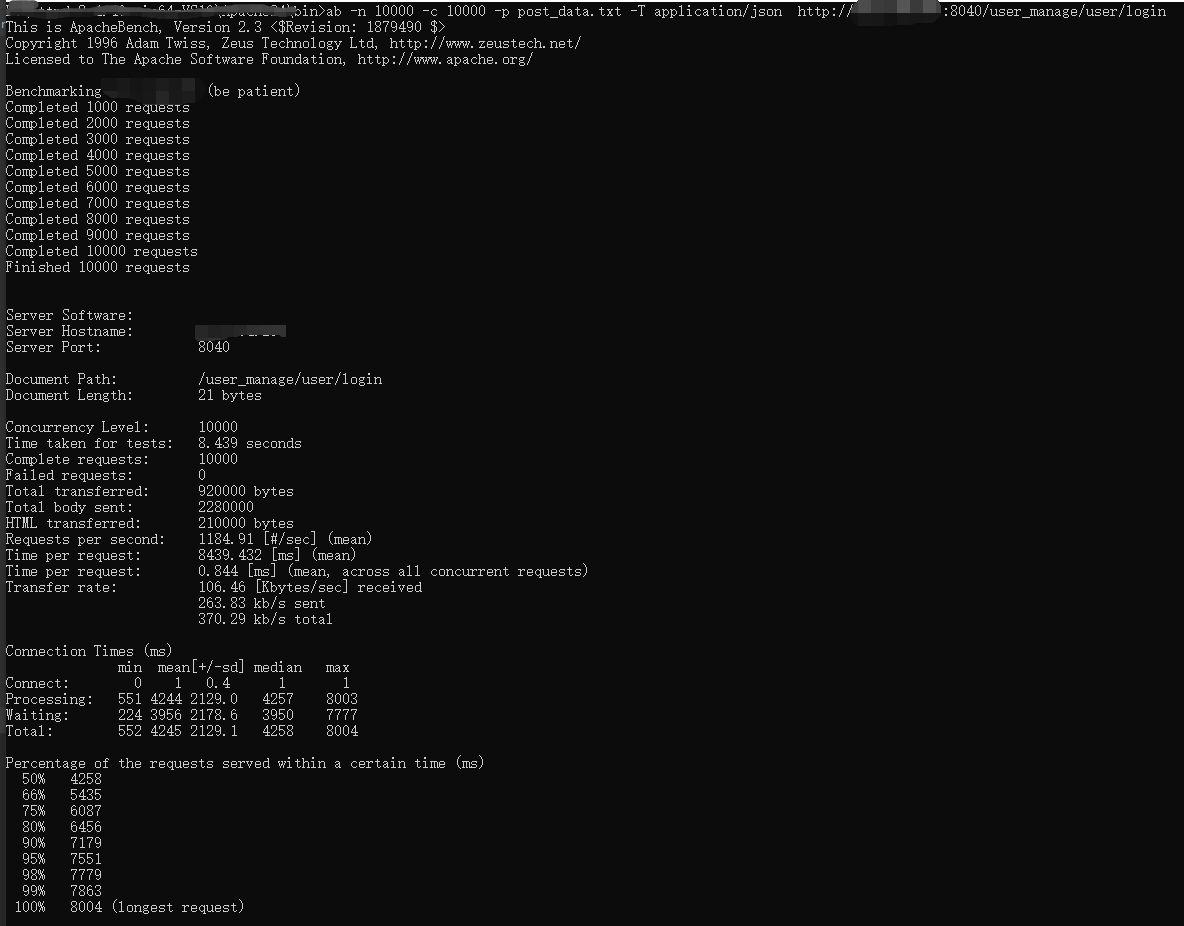 bin>ab -n 10000 -c 10000 -p post_data.txt -T application/json http:// :8040/user_manage/user/login
This is ApacheBench, Version 2.3 <$Revision: 1879490 $>
Copyright 1996 Adam Twiss, Zeus Technology Ltd, http://www.zeustech.net/
Licensed to The Apache Software Foundation, http://www.apache.org/

Benchmarking (be patient)
Completed 1000 requests
Completed 2000 requests
Completed 3000 requests
Completed 4000 requests
Completed 5000 requests
Completed 6000 requests
Completed 7000 requests
Completed 8000 requests
Completed 9000 requests
Completed 10000 requests
Finished 10000 requests

Server Software:
Server Hostname:
Server Port: 8040

Document Path: /user_manage/user/login
Document Length: 21 bytes

Concurrency Level: 10000
Time taken for tests: 8.439 seconds
Complete requests: 10000
Failed requests: 0
Total transferred: 920000 bytes
Total body sent: 2280000
HTML transferred: 210000 bytes
Requests per second: 1184.91 [#/sec] (mean)
Time per request: 8439.432 [ms] (mean)
Time per request: 0.844 [ms] (mean, across all concurrent requests)
Transfer rate: 106.46 [Kbytes/sec] received
263.83 kb/s sent
370.29 kb/s total

Connection Times (ms)
min mean[+/-sd] median max
Connect: 0 1 0.4 1 1
Processing: 551 4244 2129.0 4257 8003
Waiting: 224 3956 2178.6 3950 7777
Total: 552 4245 2129.1 4258 8004

Percentage of the requests served within a certain time (ms)
50% 4258
66% 5435
75% 6087
80% 6456
90% 7179
95% 7551
98% 7779
99% 7863
100% 8004 (longest request)